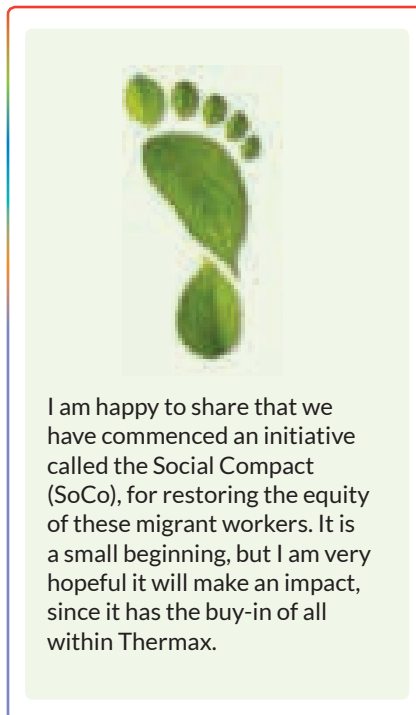 I am happy to share that we
have commenced an initiative
called the Social Compact
(SoCo), for restoring the equity
of these migrant workers. It is
a small beginning, but I am very
hopeful it will make an impact,
since it has the buy-in of all
within Thermax.